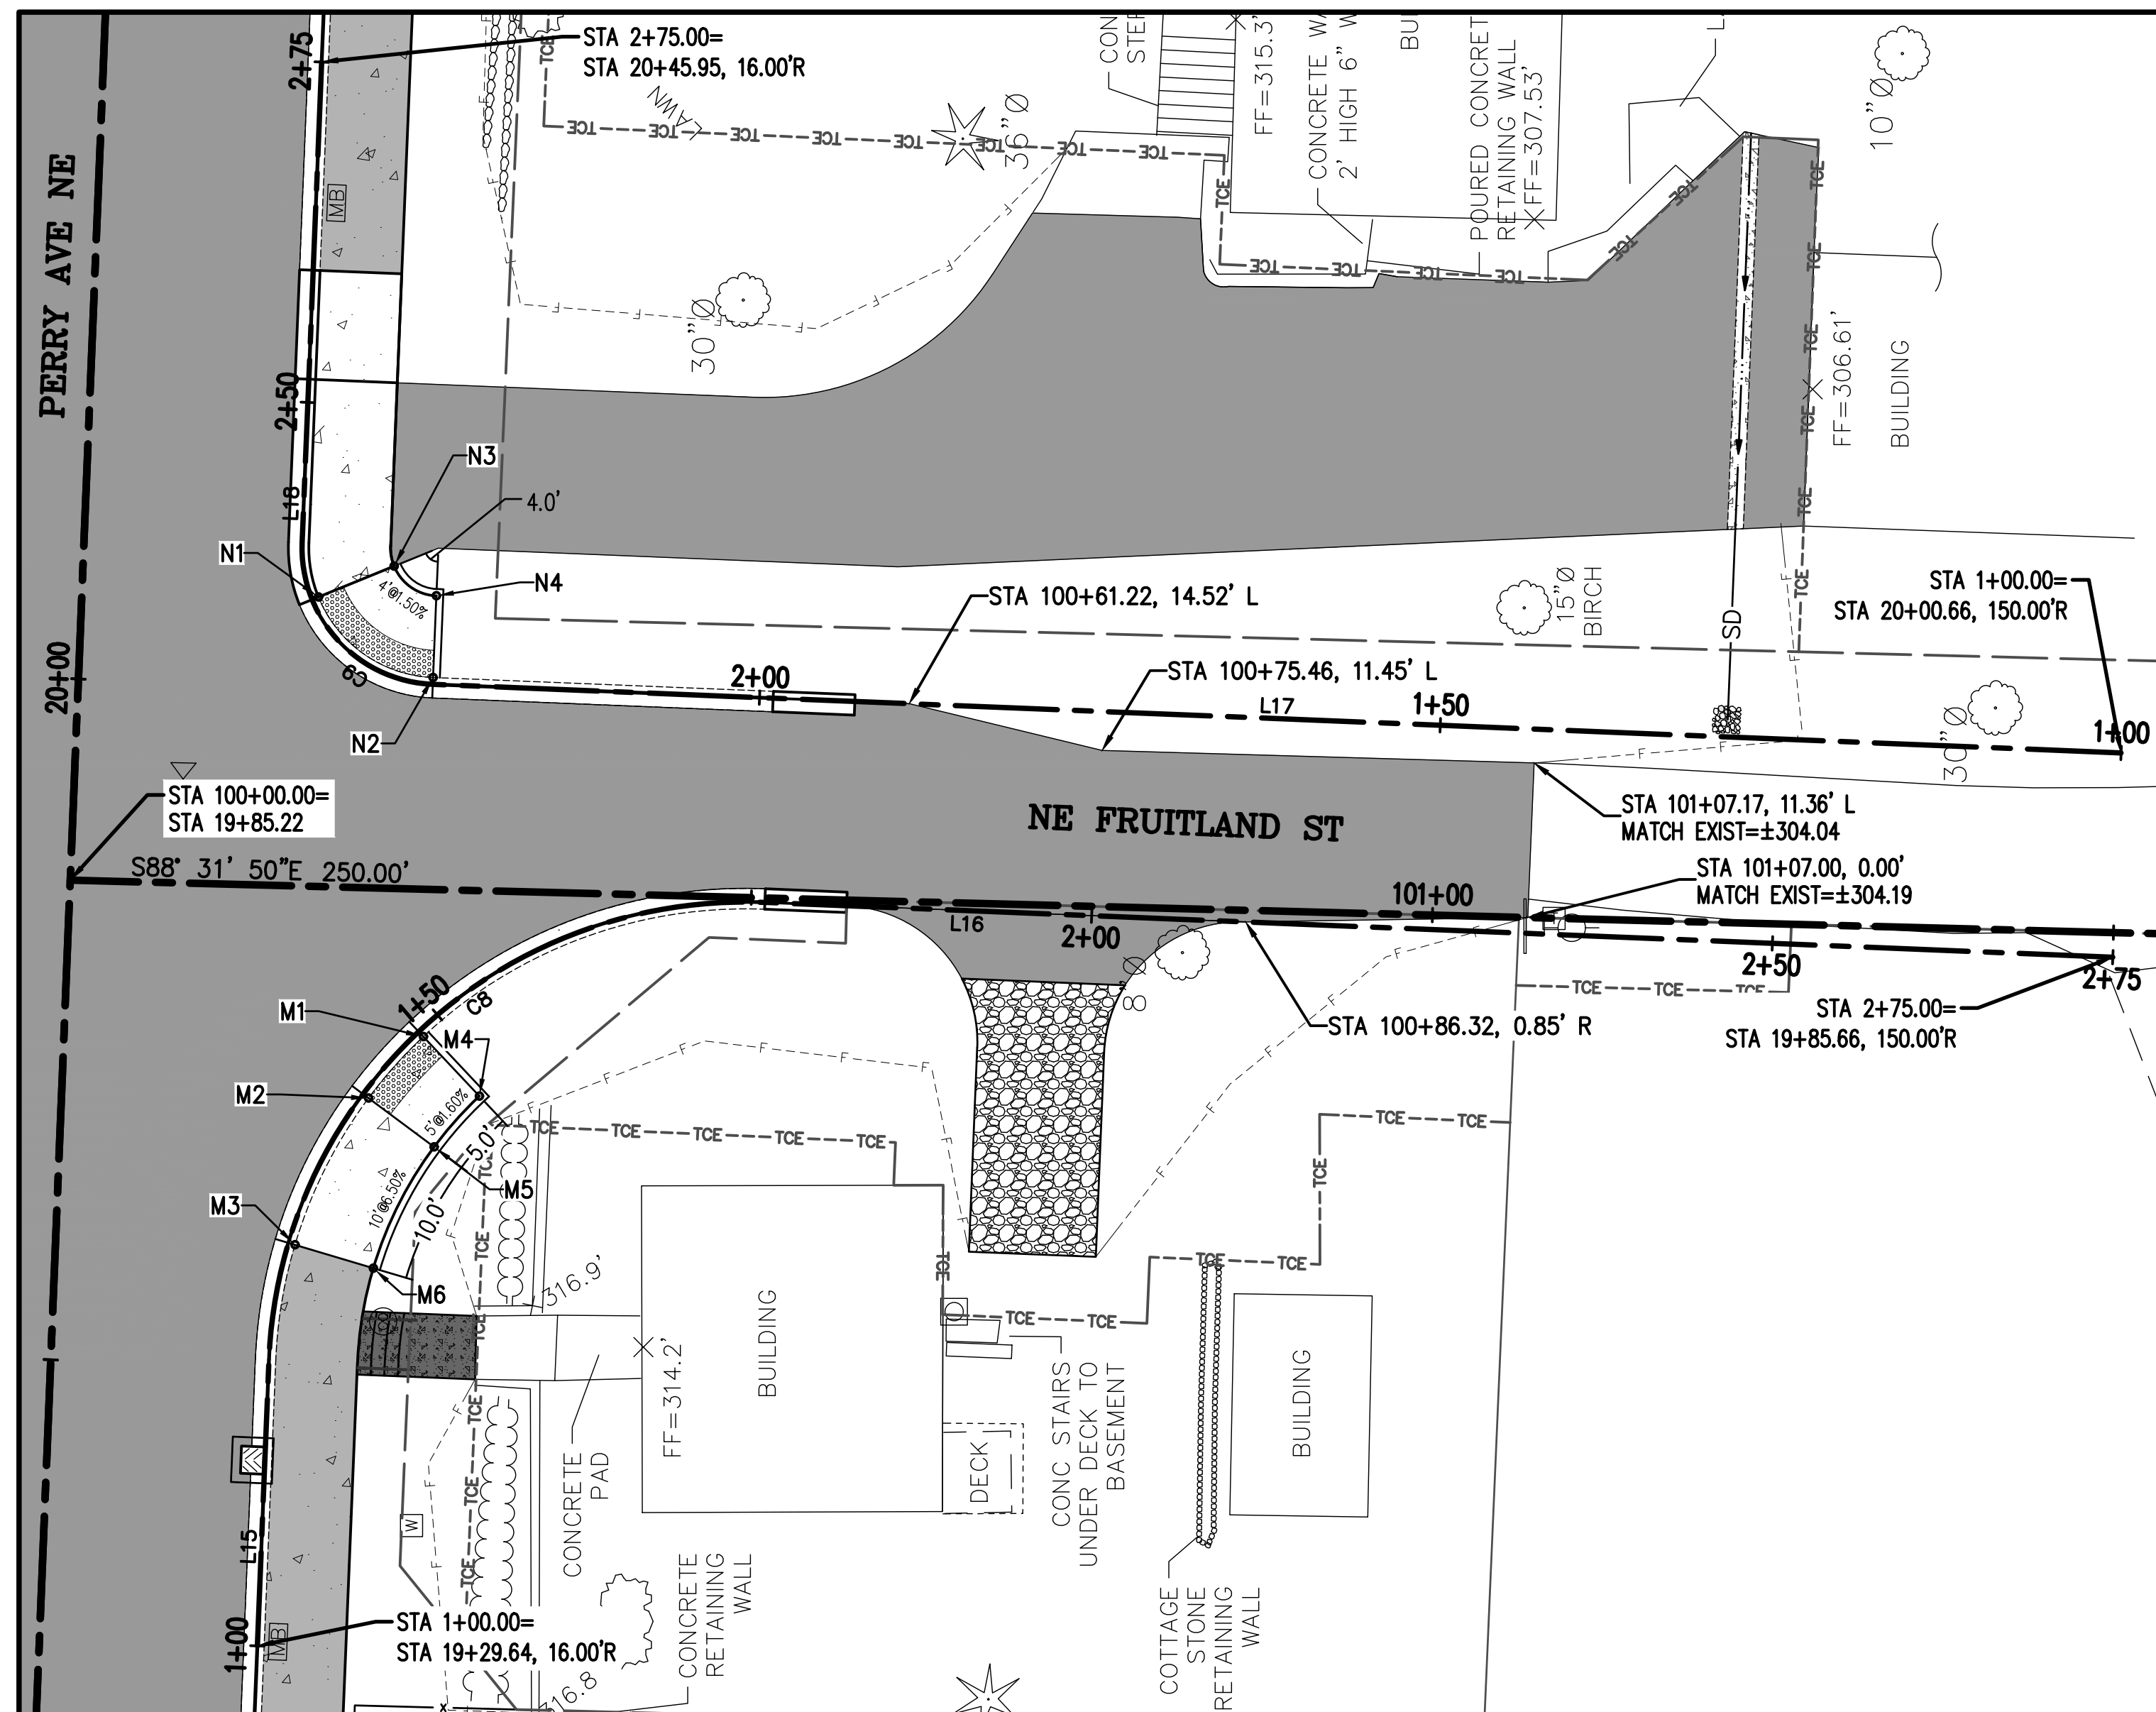 PERRY AVE NE
2+75
STA 2+75.00=
STA 20+45.95, 16.00'R
TCE
NWM
MB
36"Ø
CON
STE
FF=315.3'
CONCRETE W
2' HIGH 6" W
BU
POURED CONCRET
RETAINING WALL
FF=307.53'
L
10"Ø
30"Ø
2+50
L18
N3
4.0'
N1
N4
4'@1.50%
C9
N2
20+00
2+00
STA 100+61.22, 14.52' L
STA 100+75.46, 11.45' L
L17
1+50
15"Ø
BIRCH
SD
FF=306.61'
BUILDING
STA 1+00.00=
STA 20+00.66, 150.00'R
1+00
30"Ø
STA 100+00.00=
STA 19+85.22
S88° 31' 50"E 250.00'
NE FRUITLAND ST
STA 101+07.17, 11.36' L
MATCH EXIST=±304.04
STA 101+07.00, 0.00'
MATCH EXIST=±304.19
101+00
L16
2+00
2+50
2+75
STA 2+75.00=
STA 19+85.66, 150.00'R
STA 100+86.32, 0.85' R
8"Ø
1+50
C8
M1
M4
M2
5'@1.60%
5.0'
M5
10'@6.50%
10.0'
M3
M6
TCE
316.9'
FF=314.2'
BUILDING
CONCRETE
PAD
DECK
CONC STAIRS
UNDER DECK TO
BASEMENT
BUILDING
COTTAGE
STONE
RETAINING
WALL
W
L15
1+00
MB
STA 1+00.00=
STA 19+29.64, 16.00'R
CONCRETE
RETAINING
WALL
316.8